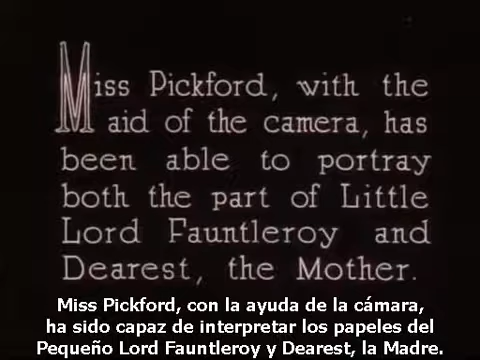 Miss Pickford, with the
aid of the camera, has
been able to portray
both the part of Little
Lord Fauntleroy and
Dearest, the Mother.
Miss Pickford, con la ayuda de la cámara,
ha sido capaz de interpretar los papeles del
Pequeño Lord Fauntleroy y Dearest, la Madre.